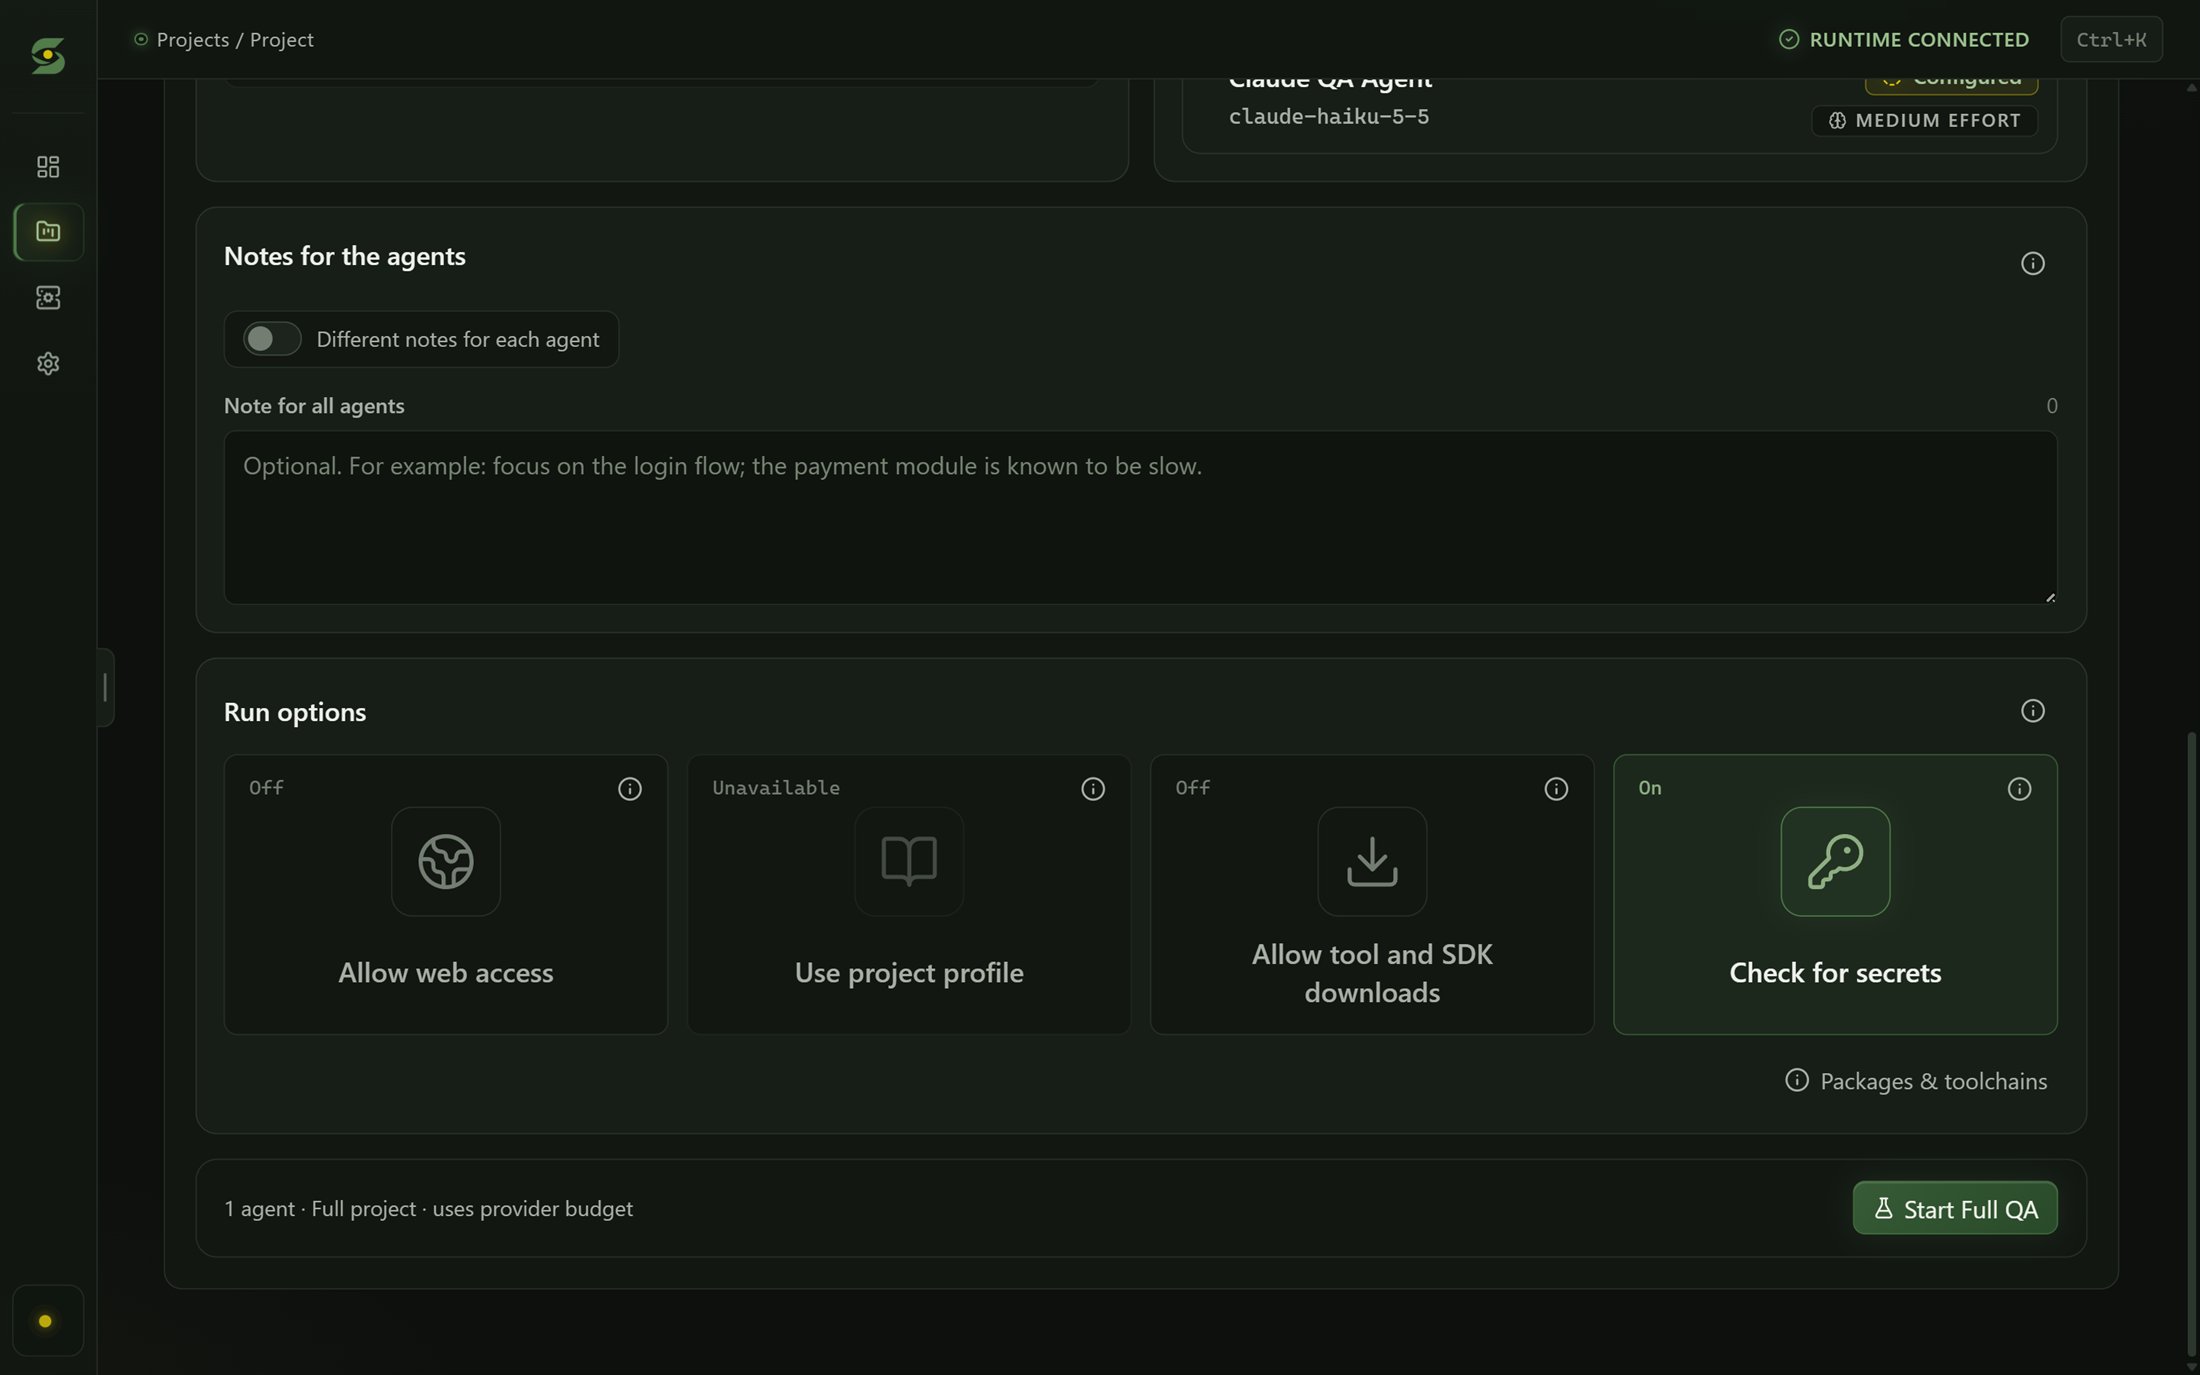 Projects / Project
RUNTIME CONNECTED
Ctrl+K
Claude QA Agent
Configured
claude-haiku-5-5
MEDIUM EFFORT
Notes for the agents
Different notes for each agent
Note for all agents
0
Optional. For example: focus on the login flow; the payment module is known to be slow.
Run options
Off
Allow web access
Unavailable
Use project profile
Off
Allow tool and SDK
downloads
On
Check for secrets
Packages & toolchains
1 agent · Full project · uses provider budget
Start Full QA